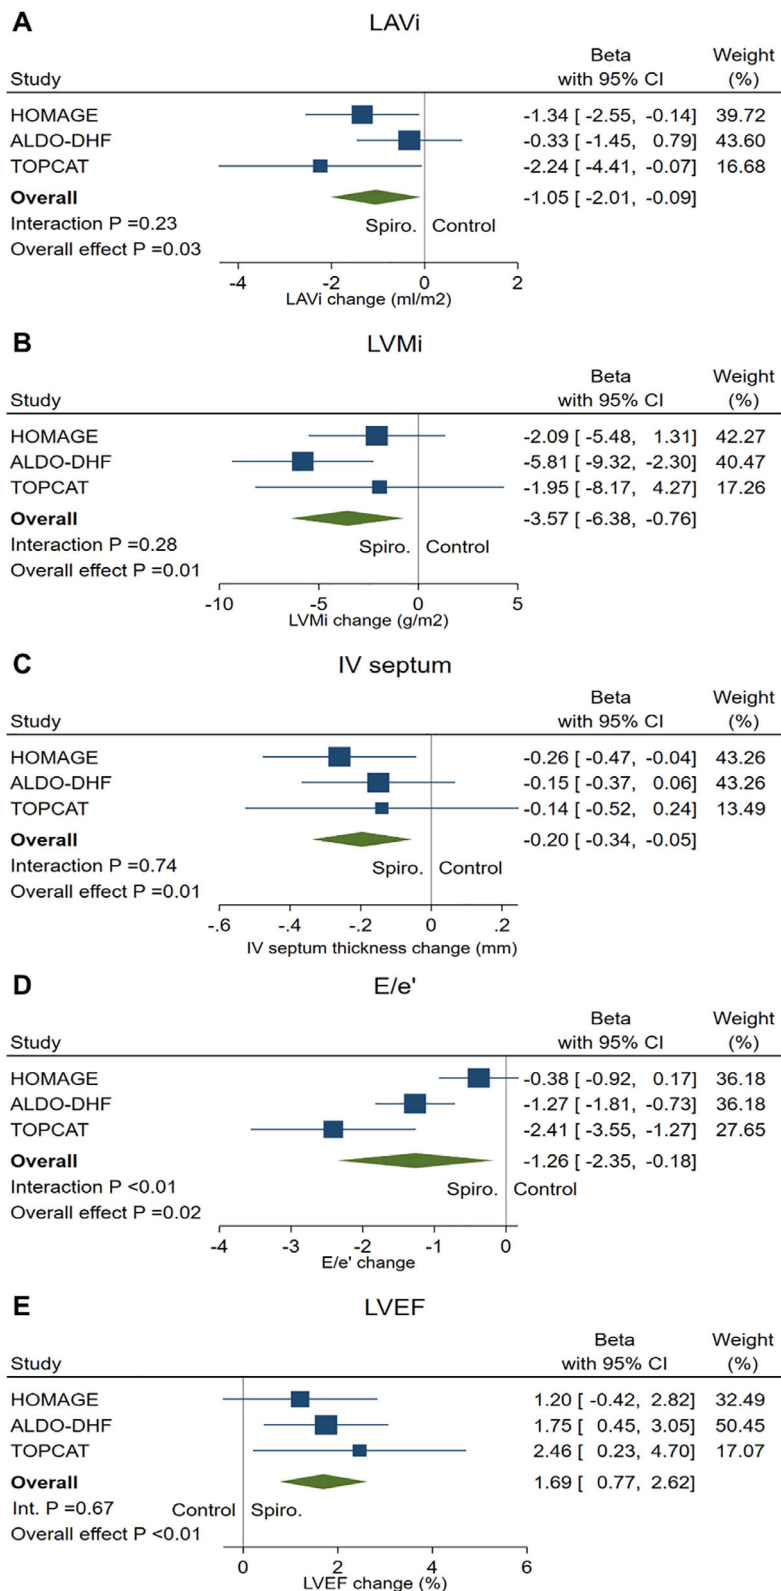 A LAVi
Beta Weight
Study with 95% CI (%)
HOMAGE -1.34 [ -2.55, -0.14] 39.72
ALDO-DHF -0.33 [ -1.45, 0.79] 43.60
TOPCAT -2.24 [ -4.41, -0.07] 16.68
Overall -1.05 [ -2.01, -0.09]
Interaction P =0.23 Spiro. Control
Overall effect P =0.03
-4 -2 0 2
LAVi change (ml/m2)
B LVMi
Beta Weight
Study with 95% CI (%)
HOMAGE -2.09 [ -5.48, 1.31] 42.27
ALDO-DHF -5.81 [ -9.32, -2.30] 40.47
TOPCAT -1.95 [ -8.17, 4.27] 17.26
Overall -3.57 [ -6.38, -0.76]
Interaction P =0.28 Spiro. Control
Overall effect P =0.01
-10 -5 0 5
LVMi change (g/m2)
C IV septum
Beta Weight
Study with 95% CI (%)
HOMAGE -0.26 [ -0.47, -0.04] 43.26
ALDO-DHF -0.15 [ -0.37, 0.06] 43.26
TOPCAT -0.14 [ -0.52, 0.24] 13.49
Overall -0.20 [ -0.34, -0.05]
Interaction P =0.74 Spiro. Control
Overall effect P =0.01
-.6 -.4 -.2 0 .2
IV septum thickness change (mm)
D E/e'
Beta Weight
Study with 95% CI (%)
HOMAGE -0.38 [ -0.92, 0.17] 36.18
ALDO-DHF -1.27 [ -1.81, -0.73] 36.18
TOPCAT -2.41 [ -3.55, -1.27] 27.65
Overall -1.26 [ -2.35, -0.18]
Interaction P <0.01 Spiro. Control
Overall effect P =0.02
-4 -3 -2 -1 0
E/e' change
E LVEF
Beta Weight
Study with 95% CI (%)
HOMAGE 1.20 [ -0.42, 2.82] 32.49
ALDO-DHF 1.75 [ 0.45, 3.05] 50.45
TOPCAT 2.46 [ 0.23, 4.70] 17.07
Overall 1.69 [ 0.77, 2.62]
Int. P =0.67 Control Spiro.
Overall effect P <0.01
0 2 4 6
LVEF change (%)